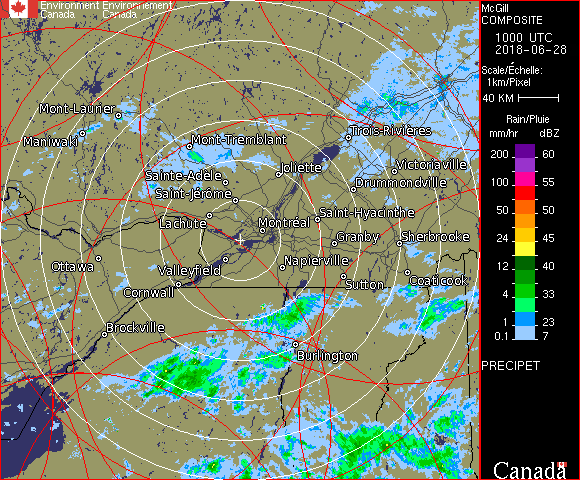 Environment Environnement
Canada Canada
McGill
COMPOSITE
1000 UTC
2018-06-28
Scale/Échelle:
1km/Pixel
40 KM
Rain/Pluie
mm/hr dBZ
200 60
100 55
50 50
24 45
12 40
4 33
1 23
0.1 7
PRECIPET
Canada
Mont-Laurier
Maniwaki
Mont-Tremblant
Trois-Rivières
Sainte-Adèle
Joliette
Victoriaville
Saint-Jérôme
Drummondville
Lachute
Montréal
Saint-Hyacinthe
Granby
Sherbrooke
Ottawa
Valleyfield
Napierville
Cornwall
Sutton
Coaticook
Brockville
Burlington